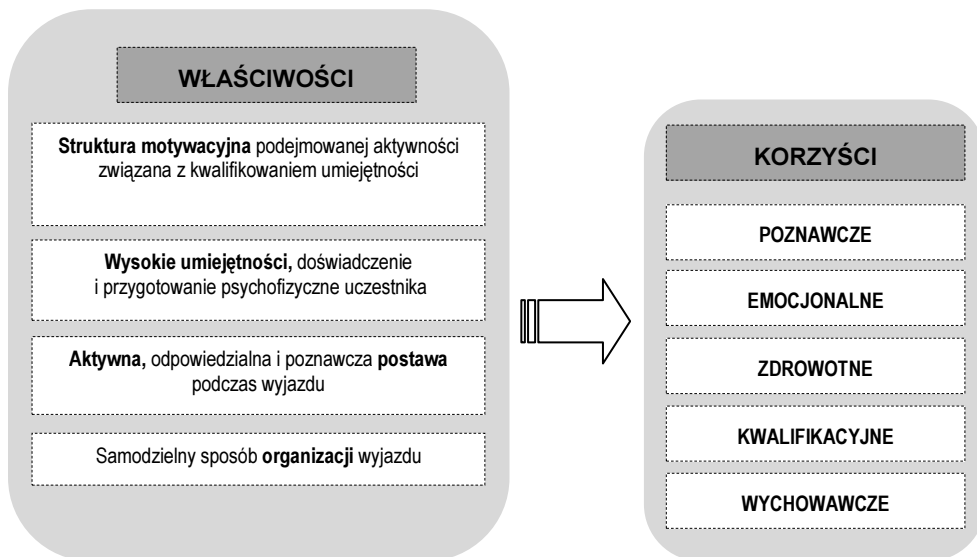 WŁAŚCIWOŚCI
Struktura motywacyjna podejmowanej aktywności
związana z kwalifikowaniem umiejętności
Wysokie umiejętności, doświadczenie
i przygotowanie psychofizyczne uczestnika
Aktywna, odpowiedzialna i poznawcza postawa
podczas wyjazdu
Samodzielny sposób organizacji wyjazdu
KORZYŚCI
POZNAWCZE
EMOCJONALNE
ZDROWOTNE
KWALIFIKACYJNE
WYCHOWAWCZE